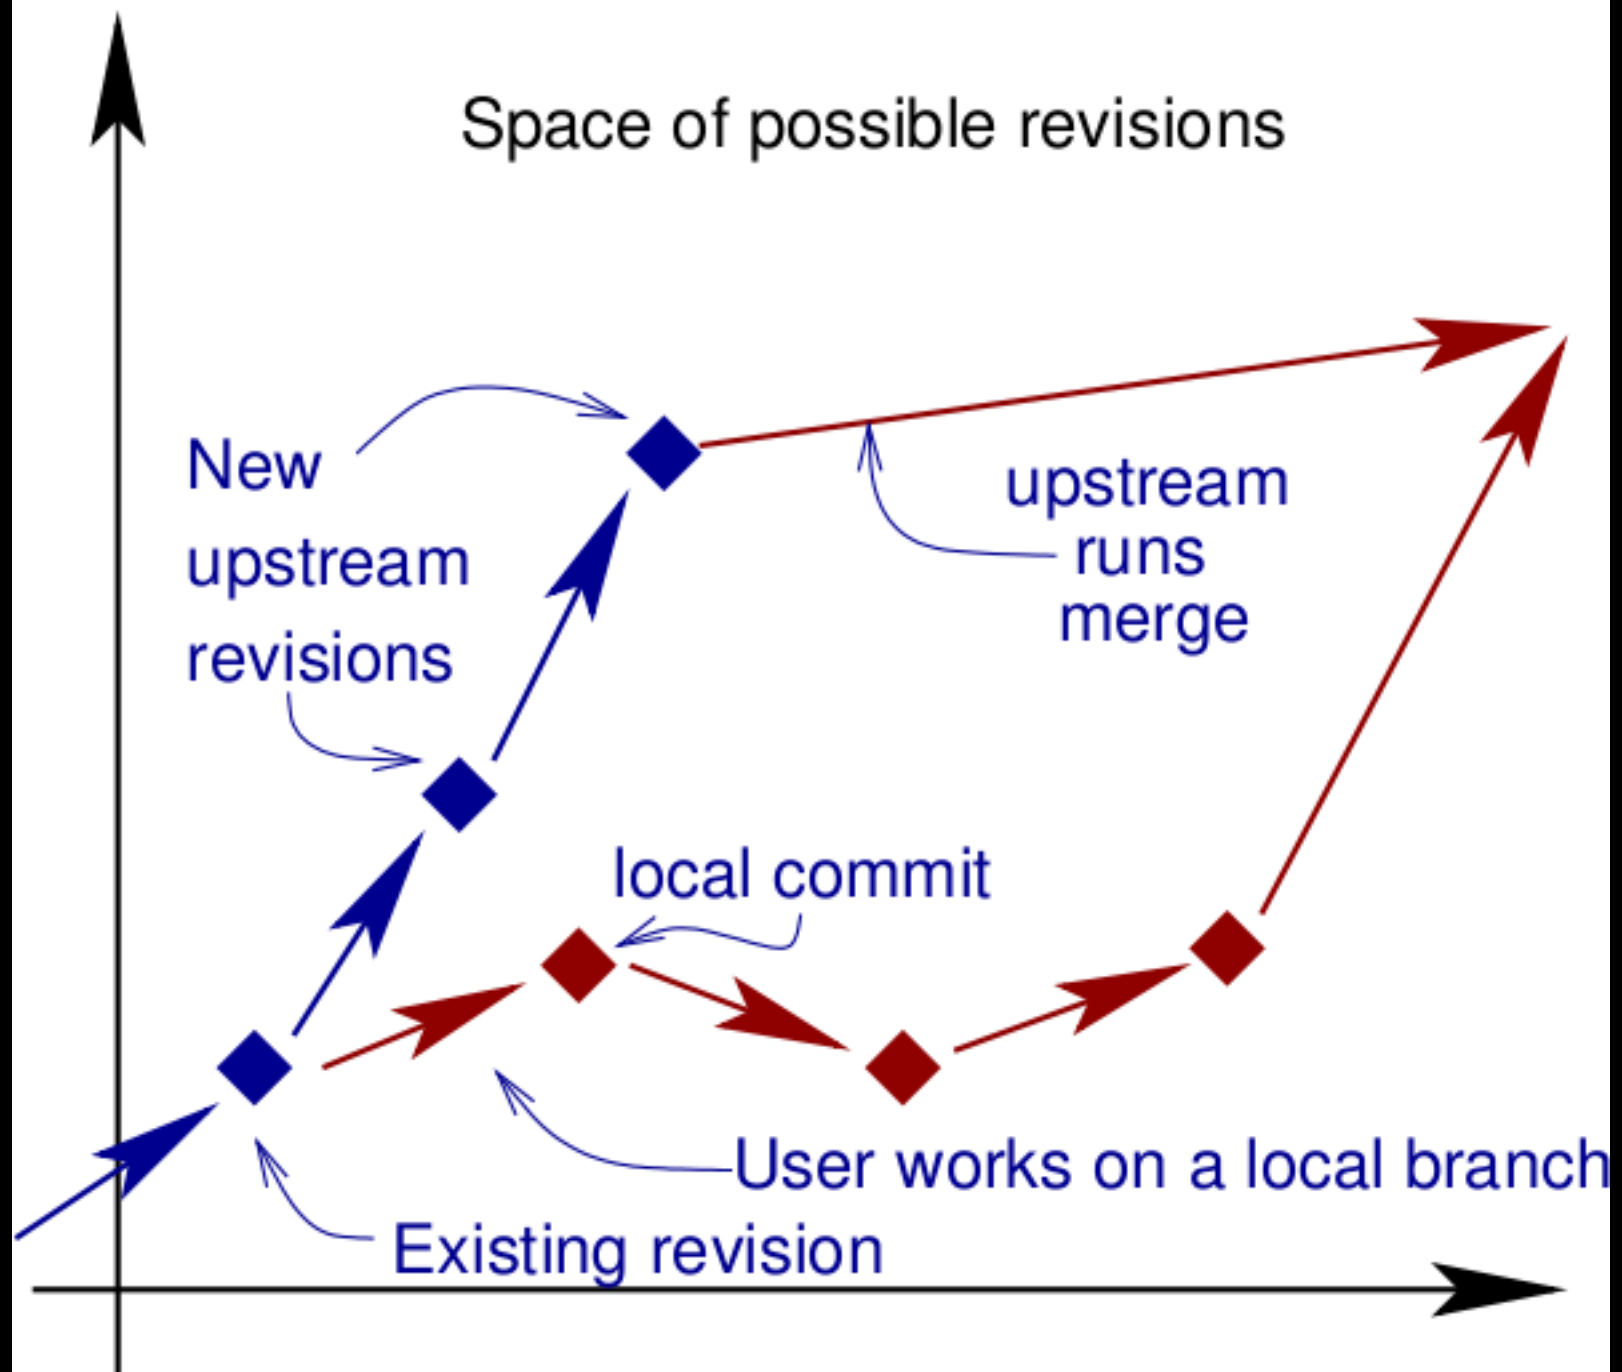 Space of possible revisions
New
upstream
revisions
upstream
runs
merge
local commit
User works on a local branch
Existing revision